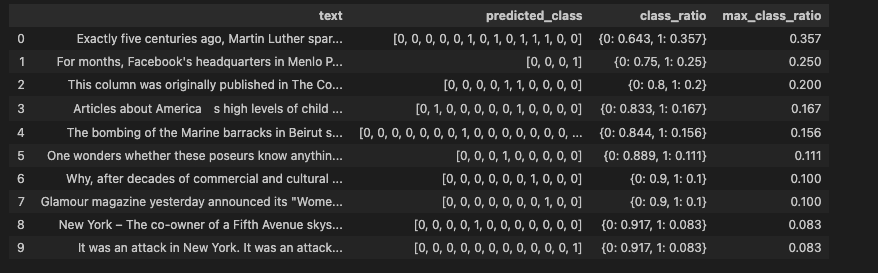 text predicted_class class_ratio max_class_ratio
0 Exactly five centuries ago, Martin Luther spar... [0, 0, 0, 0, 0, 1, 0, 1, 0, 1, 1, 1, 0, 0] {0: 0.643, 1: 0.357} 0.357
1 For months, Facebook's headquarters in Menlo P... [0, 0, 0, 1] {0: 0.75, 1: 0.25} 0.250
2 This column was originally published in The Co... [0, 0, 0, 0, 1, 1, 0, 0, 0, 0] {0: 0.8, 1: 0.2} 0.200
3 Articles about America s high levels of child ... [0, 1, 0, 0, 0, 0, 0, 1, 0, 0, 0, 0] {0: 0.833, 1: 0.167} 0.167
4 The bombing of the Marine barracks in Beirut s... [0, 0, 0, 0, 0, 0, 0, 1, 0, 0, 0, 0, 0, 0, 0, ... {0: 0.844, 1: 0.156} 0.156
5 One wonders whether these poseurs know anythin... [0, 0, 0, 1, 0, 0, 0, 0, 0] {0: 0.889, 1: 0.111} 0.111
6 Why, after decades of commercial and cultural ... [0, 0, 0, 0, 0, 0, 1, 0, 0, 0] {0: 0.9, 1: 0.1} 0.100
7 Glamour magazine yesterday announced its "Wome... [0, 0, 0, 0, 0, 0, 0, 1, 0, 0] {0: 0.9, 1: 0.1} 0.100
8 New York – The co-owner of a Fifth Avenue skys... [0, 0, 0, 0, 1, 0, 0, 0, 0, 0, 0, 0] {0: 0.917, 1: 0.083} 0.083
9 It was an attack in New York. It was an attack... [0, 0, 0, 0, 0, 0, 0, 0, 0, 0, 0, 1] {0: 0.917, 1: 0.083} 0.083